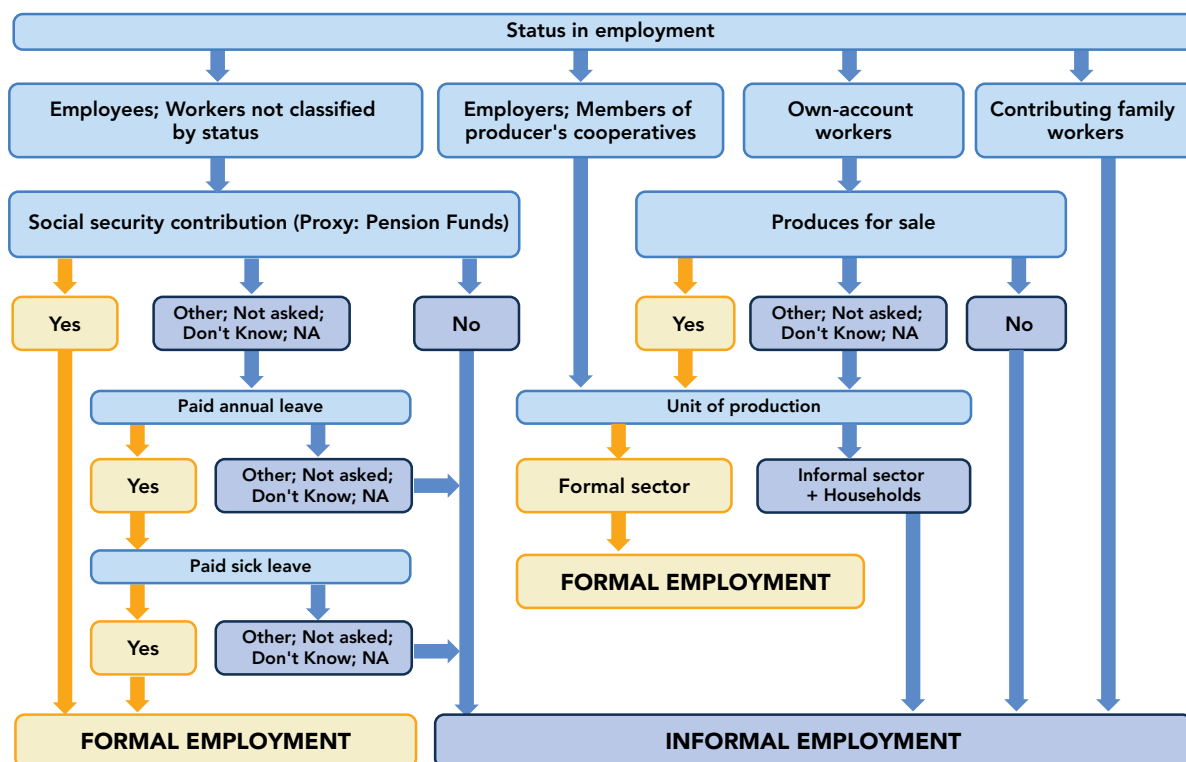 Status in employment
Employees; Workers not classified
by status
Employers; Members of
producer's cooperatives
Own-account
workers
Contributing family
workers
Social security contribution (Proxy: Pension Funds)
Produces for sale
Yes
Other; Not asked;
Don't Know; NA
No
Yes
Other; Not asked;
Don't Know; NA
No
Paid annual leave
Unit of production
Yes
Other; Not asked;
Don't Know; NA
Formal sector
Informal sector
+ Households
Paid sick leave
FORMAL EMPLOYMENT
Yes
Other; Not asked;
Don't Know; NA
FORMAL EMPLOYMENT
INFORMAL EMPLOYMENT